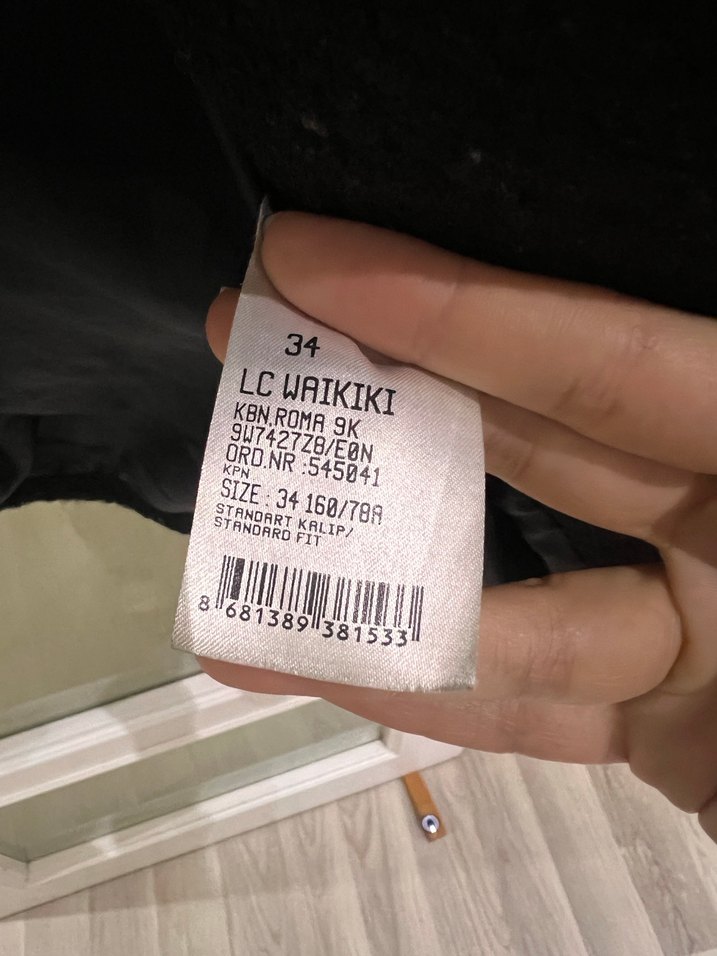 34
LC WAIKIKI
KBN.ROMA 9K
9W7427Z8/E0N
ORD.NR :545041
KPN
SIZE : 34 160/78A
STANDART KALIP/
STANDARD FIT
8 681389 381533